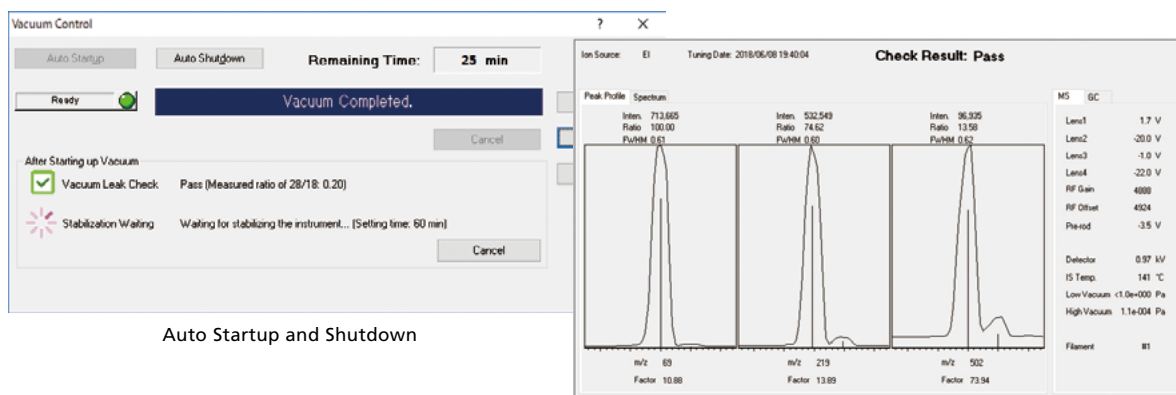 Vacuum Control ? X
Auto Startup Auto Shutdown Remaining Time: 25 min
Ready Vacuum Completed.
Cancel
After Starting up Vacuum
Vacuum Leak Check Pass (Measured ratio of 28/18: 0.20)
Stabilization Waiting Waiting for stabilizing the instrument... (Setting time: 60 min)
Cancel
Auto Startup and Shutdown
Ion Source: EI Tuning Date: 2018/06/08 19:40:04 Check Result: Pass
Peak Profile Spectrum
Inten. 713,665 Inten. 532,549 Inten. 96,935
Ratio 100.00 Ratio 74.62 Ratio 13.58
FWHM 0.61 FWHM 0.60 FWHM 0.62
m/z 69 m/z 219 m/z 502
Factor 10.88 Factor 13.89 Factor 73.94
MS GC
Lens1 1.7 V
Lens2 -20.0 V
Lens3 -1.0 V
Lens4 -22.0 V
RF Gain
RF Offset 4924
Pre-rod -3.5 V
Detector 0.97 kV
IS Temp. 141 °C
Low Vacuum <1.0e+000 Pa
High Vacuum 1.1e-004 Pa
Filament #1